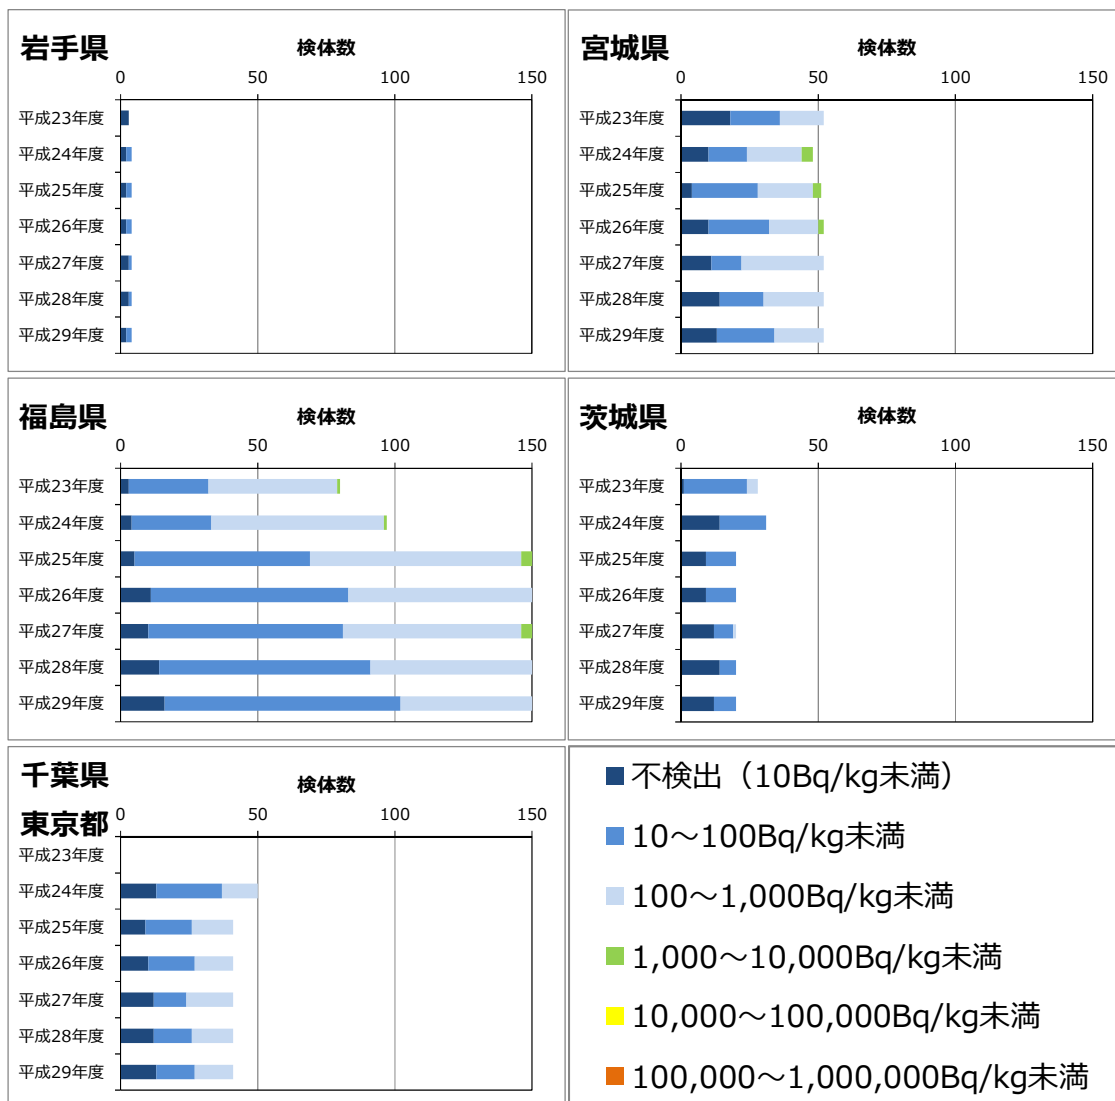 岩手県
検体数
0 50 100 150
平成23年度
平成24年度
平成25年度
平成26年度
平成27年度
平成28年度
平成29年度
宮城県
検体数
0 50 100 150
平成23年度
平成24年度
平成25年度
平成26年度
平成27年度
平成28年度
平成29年度
福島県
検体数
0 50 100 150
平成23年度
平成24年度
平成25年度
平成26年度
平成27年度
平成28年度
平成29年度
茨城県
検体数
0 50 100 150
平成23年度
平成24年度
平成25年度
平成26年度
平成27年度
平成28年度
平成29年度
千葉県
東京都
検体数
0 50 100 150
平成23年度
平成24年度
平成25年度
平成26年度
平成27年度
平成28年度
平成29年度
不検出（10Bq/kg未満）
10～100Bq/kg未満
100～1,000Bq/kg未満
1,000～10,000Bq/kg未満
10,000～100,000Bq/kg未満
100,000～1,000,000Bq/kg未満